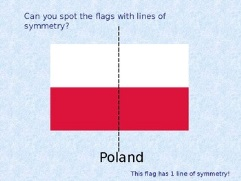 Can you spot the flags with lines of
symmetry?
Poland
This flag has 1 line of symmetry!